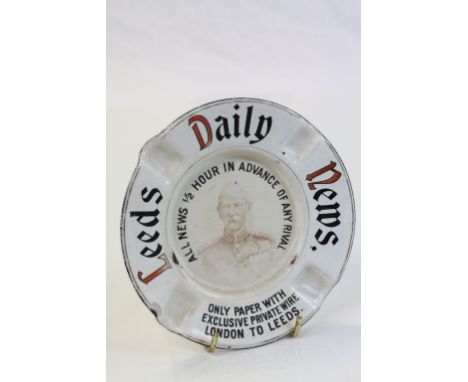 Leeds Daily News,
ALL NEWS ½ HOUR IN ADVANCE OF ANY RIVAL
ONLY PAPER WITH
EXCLUSIVE PRIVATE WIRE
LONDON TO LEEDS.